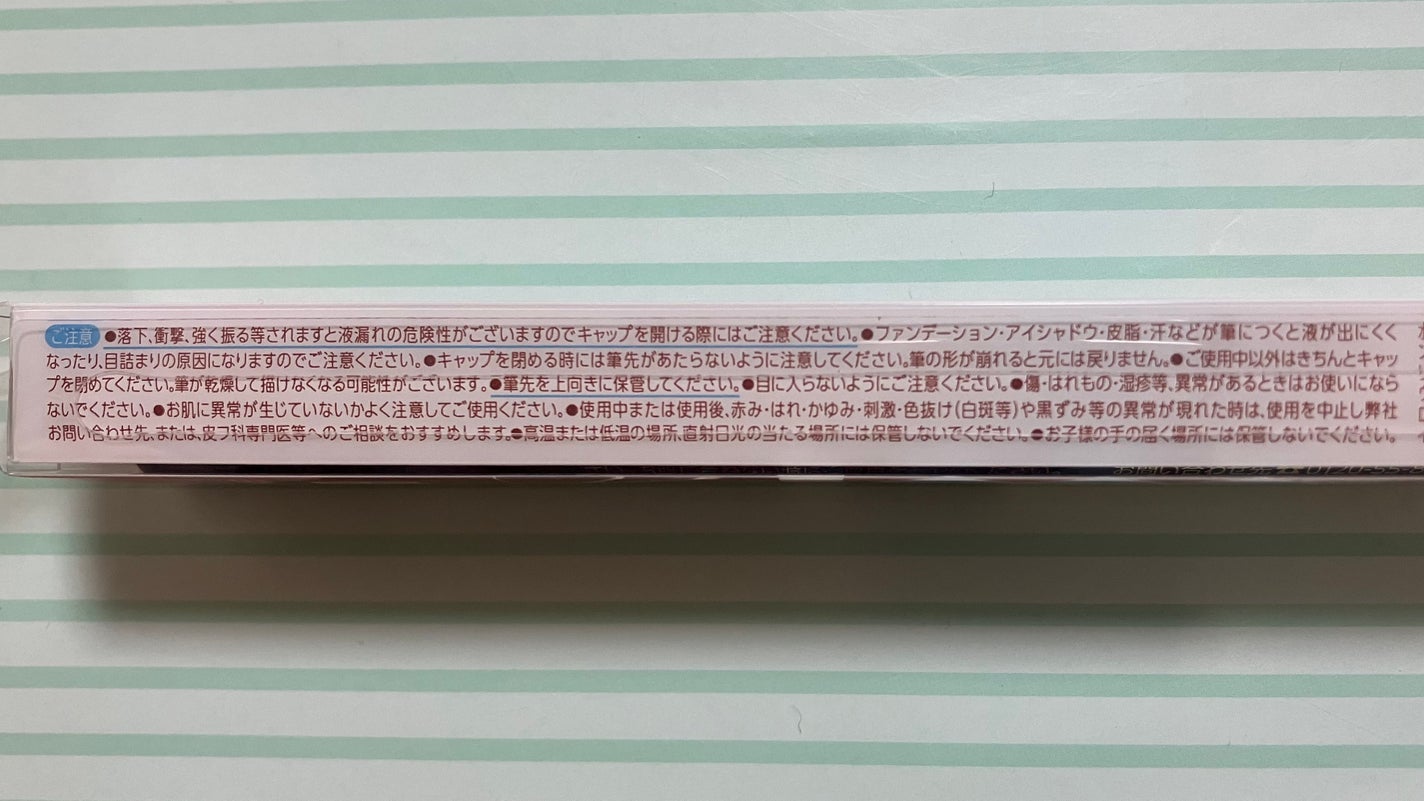 ご注意 ●落下、衝撃、強く振る等されますと液漏れの危険性がございますのでキャップを開ける際にはご注意ください。●ファンデーション・アイシャドウ・皮脂・汗などが筆につくと液が出にくく
なったり、目詰まりの原因になりますのでご注意ください。●キャップを閉める時には筆先があたらないように注意してください。筆の形が崩れると元には戻りません。●ご使用中以外はきちんとキャッ
プを閉めてください。筆が乾燥して描けなくなる可能性がございます。●筆先を上向きに保管してください。●目に入らないようにご注意ください。●傷・はれもの・湿疹等、異常があるときはお使いになら
ないでください。●お肌に異常が生じていないかよく注意してご使用ください。●使用中または使用後、赤み・はれ・かゆみ・刺激・色抜け(白斑等)や黒ずみ等の異常が現れた時は、使用を中止し弊社
お問い合わせ先、または、皮フ科専門医等へのご相談をおすすめします。●高温または低温の場所、直射日光の当たる場所には保管しないでください。●お子様の手の届く場所には保管しないでください。